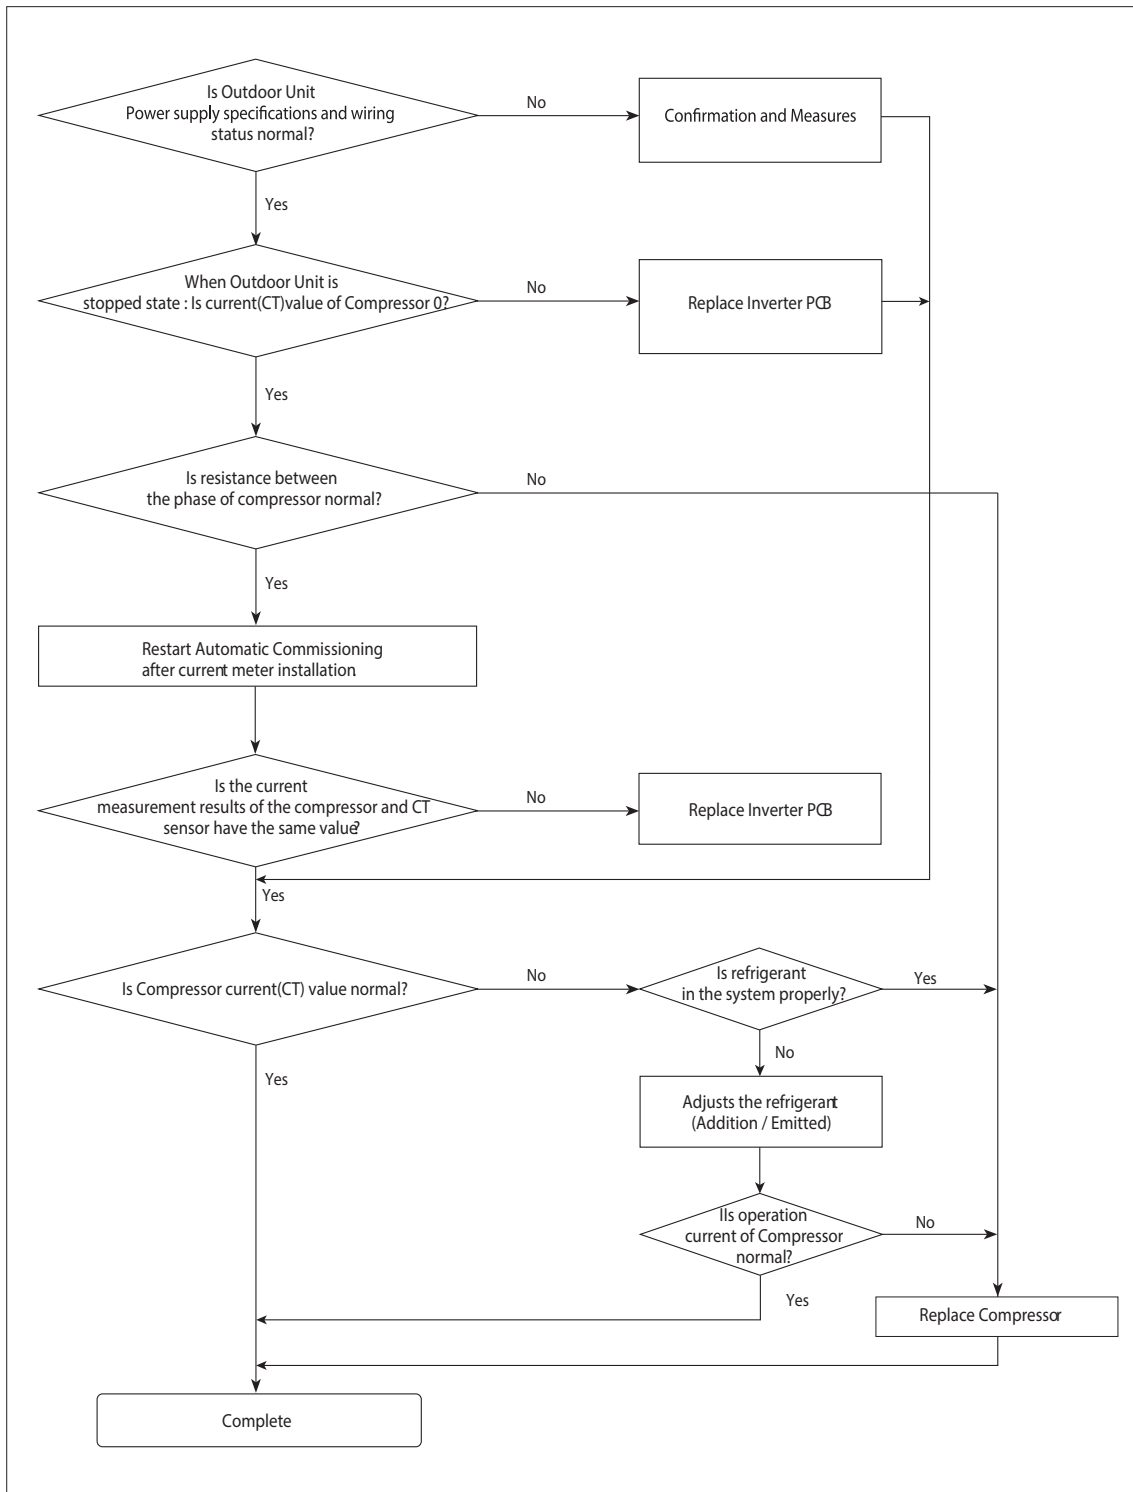 Is Outdoor Unit
Power supply specifications and wiring
status normal?
No
Confirmation and Measures
Yes
When Outdoor Unit is
stopped state : Is current(CT)value of Compressor 0?
No
Replace Inverter PCB
Yes
Is resistance between
the phase of compressor normal?
No
Yes
Restart Automatic Commissioning
after current meter installation.
Is the current
measurement results of the compressor and CT
sensor have the same value?
No
Replace Inverter PCB
Yes
Is Compressor current(CT) value normal?
No
Is refrigerant
in the system properly?
Yes
No
Yes
Adjusts the refrigerant
(Addition / Emitted)
IIs operation
current of Compressor
normal?
No
Yes
Replace Compressor
Complete